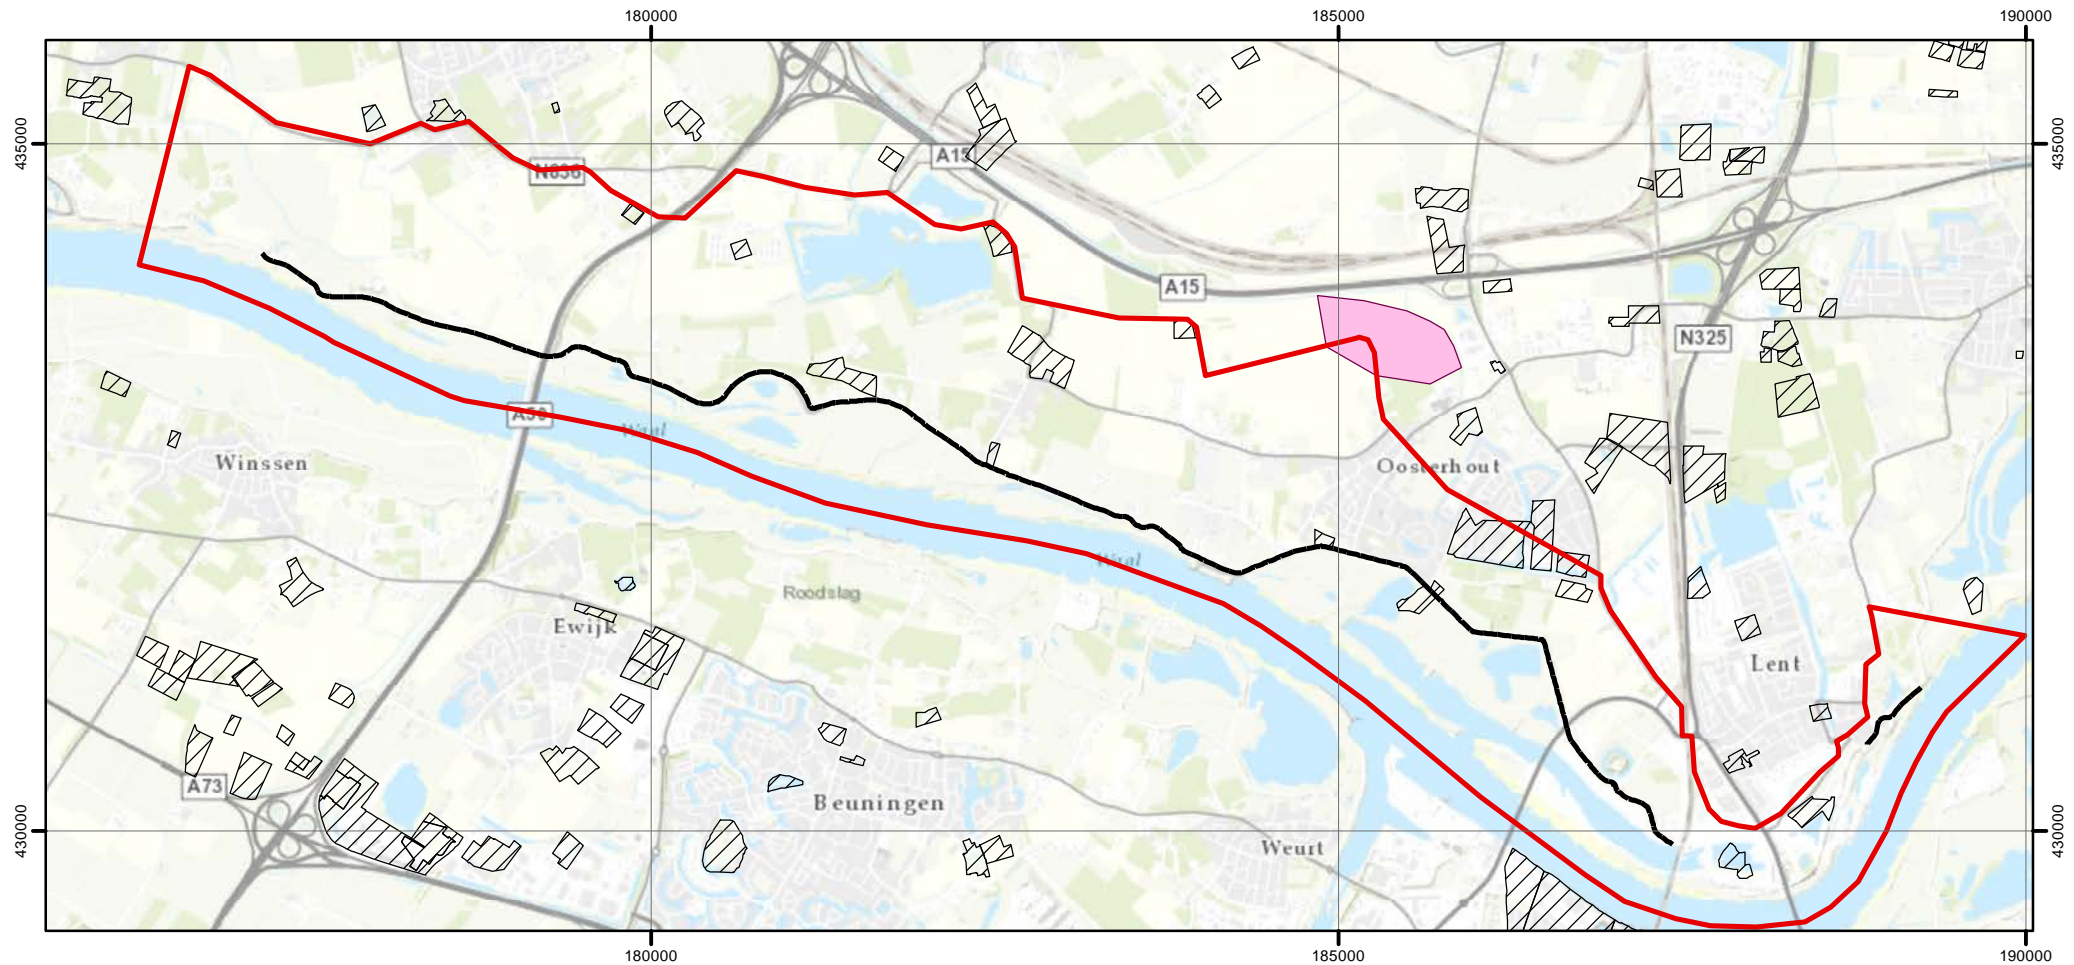 180000
185000
190000
435000
435000
A15
N836
A15
N325
A50
Waal
Winssen
Oosterhout
Waal
Roodslag
Ewijk
Lent
A73
Beuningen
430000
430000
Weurt
180000
185000
190000